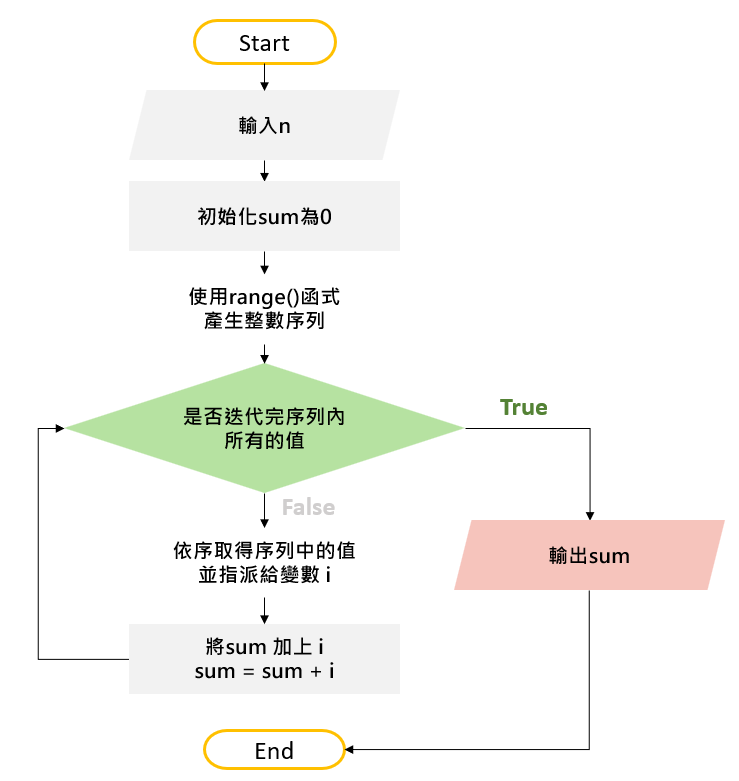 Start
輸入n
初始化sum為0
使用range()函式
產生整數序列
是否迭代完序列內
所有的值
True
False
依序取得序列中的值
並指派給變數 i
輸出sum
將sum 加上 i
sum = sum + i
End